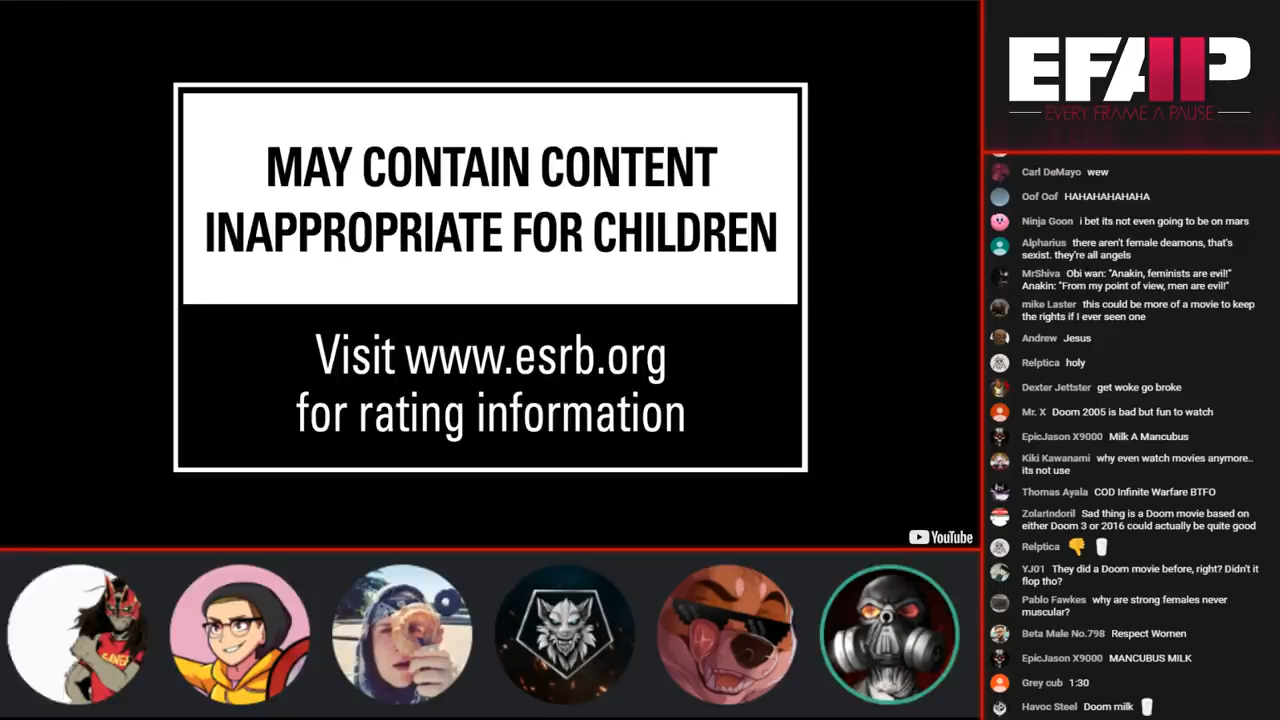 MAY CONTAIN CONTENT
INAPPROPRIATE FOR CHILDREN
Visit www.esrb.org
for rating information
YouTube
EFAP
EVERY FRAME A PAUSE
Carl DeMayo wew
Oof Oof HAHAHAHAHAHA
Ninja Goon i bet its not even going to be on mars
Alpharius there aren't female deamons, that's
sexist. they're all angels
MrShiva Obi wan: "Anakin, feminists are evil!"
Anakin: "From my point of view, men are evil!"
mike Laster this could be more of a movie to keep
the rights if I ever seen one
Andrew Jesus
Relptica holy
Dexter Jettster get woke go broke
Mr. X Doom 2005 is bad but fun to watch
EpicJason X9000 Milk A Mancubus
Kiki Kawanami why even watch movies anymore..
its not use
Thomas Ayala COD Infinite Warfare BTFO
ZolarIndoril Sad thing is a Doom movie based on
either Doom 3 or 2016 could actually be quite good
Relptica 👎 🥛
YJ01 They did a Doom movie before, right? Didn't it
flop tho?
Pablo Fawkes why are strong females never
muscular?
Beta Male No.798 Respect Women
EpicJason X9000 MANCUBUS MILK
Grey cub 1:30
Havoc Steel Doom milk 🥛